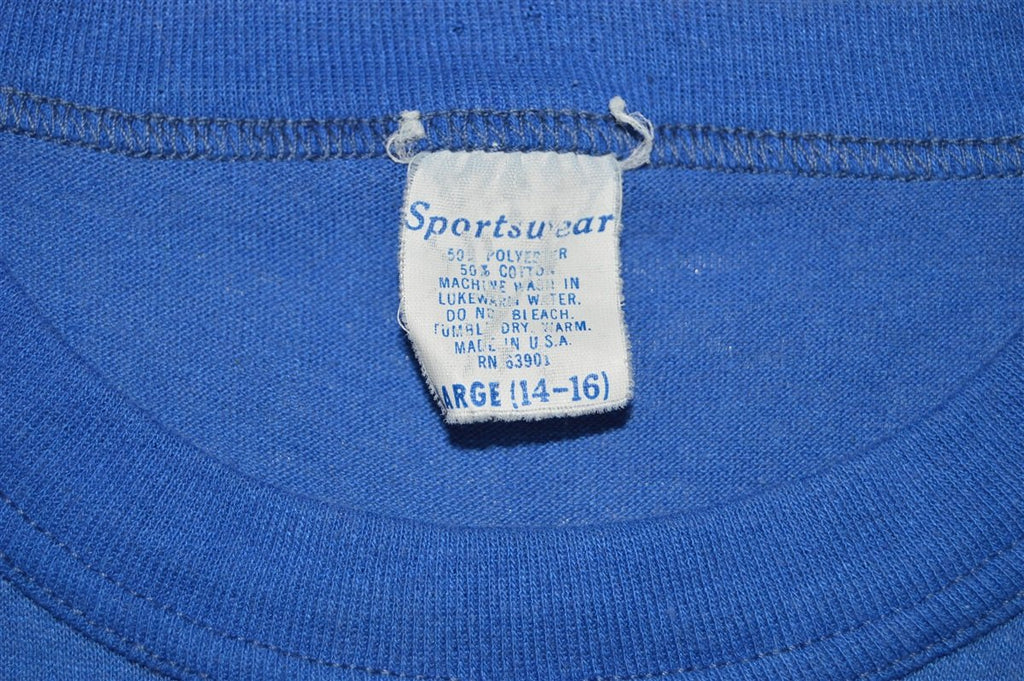 Sportswear
50% POLYESTER
50% COTTON
MACHINE WASH IN
LUKEWARM WATER.
DO NOT BLEACH.
TUMBLE DRY, WARM.
MADE IN U.S.A.
RN 63901
LARGE (14-16)